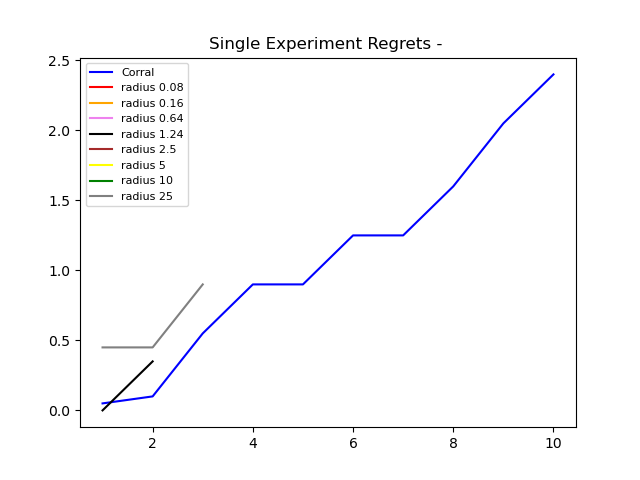 Single Experiment Regrets -
2.5
2.0
1.5
1.0
0.5
0.0
Corral
radius 0.08
radius 0.16
radius 0.64
radius 1.24
radius 2.5
radius 5
radius 10
radius 25
2 4 6 8 10